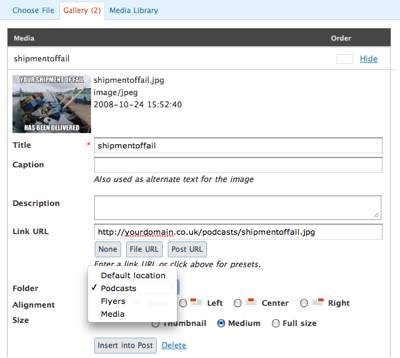 Choose File Gallery (2) Media Library
Media Order
shipmentoffail Hide
YOUR SHIPMENT OF FAIL
HAS BEEN DELIVERED
shipmentoffail.jpg
image/jpeg
2008-10-24 15:52:40
Title * shipmentoffail
Caption
Also used as alternate text for the image
Description
Link URL http://yourdomain.co.uk/podcasts/shipmentoffail.jpg
None File URL Post URL
Enter a link URL or click above for presets.
Default location
Folder ✓ Podcasts
Flyers
Alignment Left Center Right
Media
Size Thumbnail Medium Full size
Insert into Post Delete